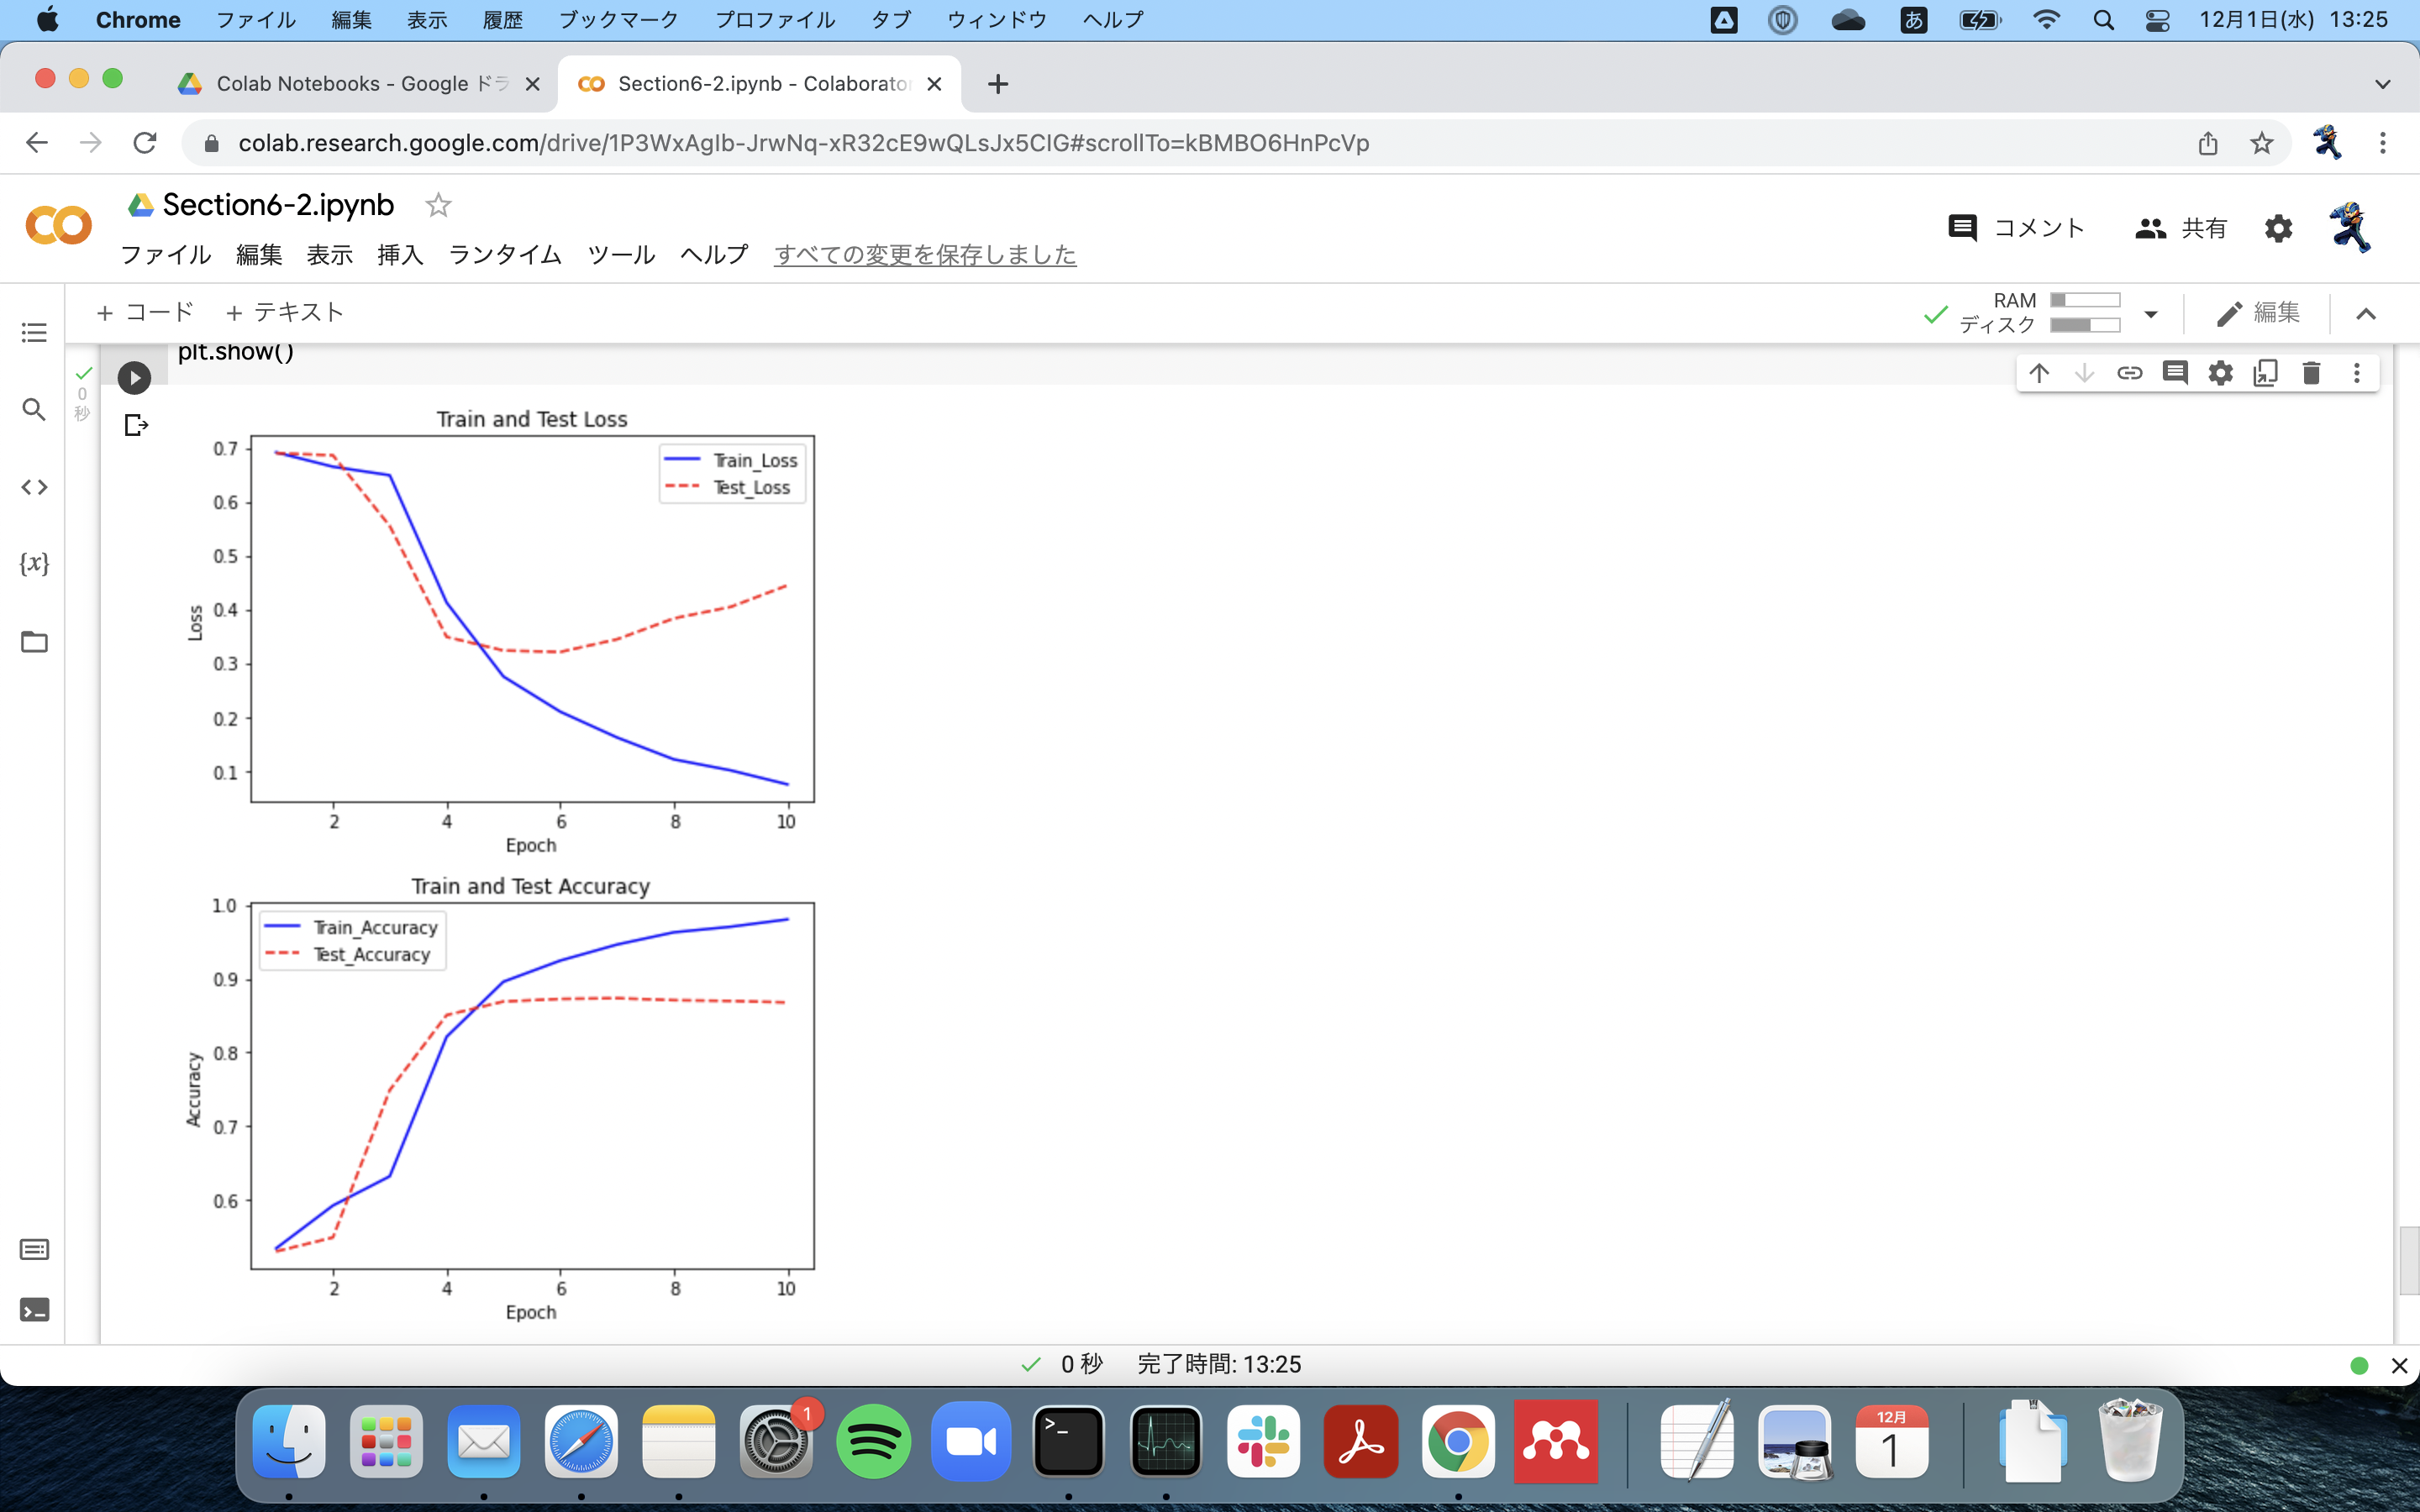 Chrome ファイル 編集 表示 履歴 ブックマーク プロファイル タブ ウィンドウ ヘルプ あ 12月1日(水) 13:25
Colab Notebooks - Google ドラ Section6-2.ipynb - Colaborator
colab.research.google.com/drive/1P3WxAgIb-JrwNq-xR32cE9wQLsJx5CIG#scrollTo=kBMBO6HnPcVp
Section6-2.ipynb
コメント 共有
ファイル 編集 表示 挿入 ランタイム ツール ヘルプ すべての変更を保存しました
+ コード + テキスト
RAM
ディスク
編集
plt.show()
0
秒
{x}
Train and Test Loss
Train_Loss
Test_Loss
0.7
0.6
0.5
0.4
0.3
0.2
0.1
Loss
2 4 6 8 10
Epoch
Train and Test Accuracy
Train_Accuracy
Test_Accuracy
1.0
0.9
0.8
0.7
0.6
Accuracy
2 4 6 8 10
Epoch
0 秒 完了時間: 13:25
1
12月
1